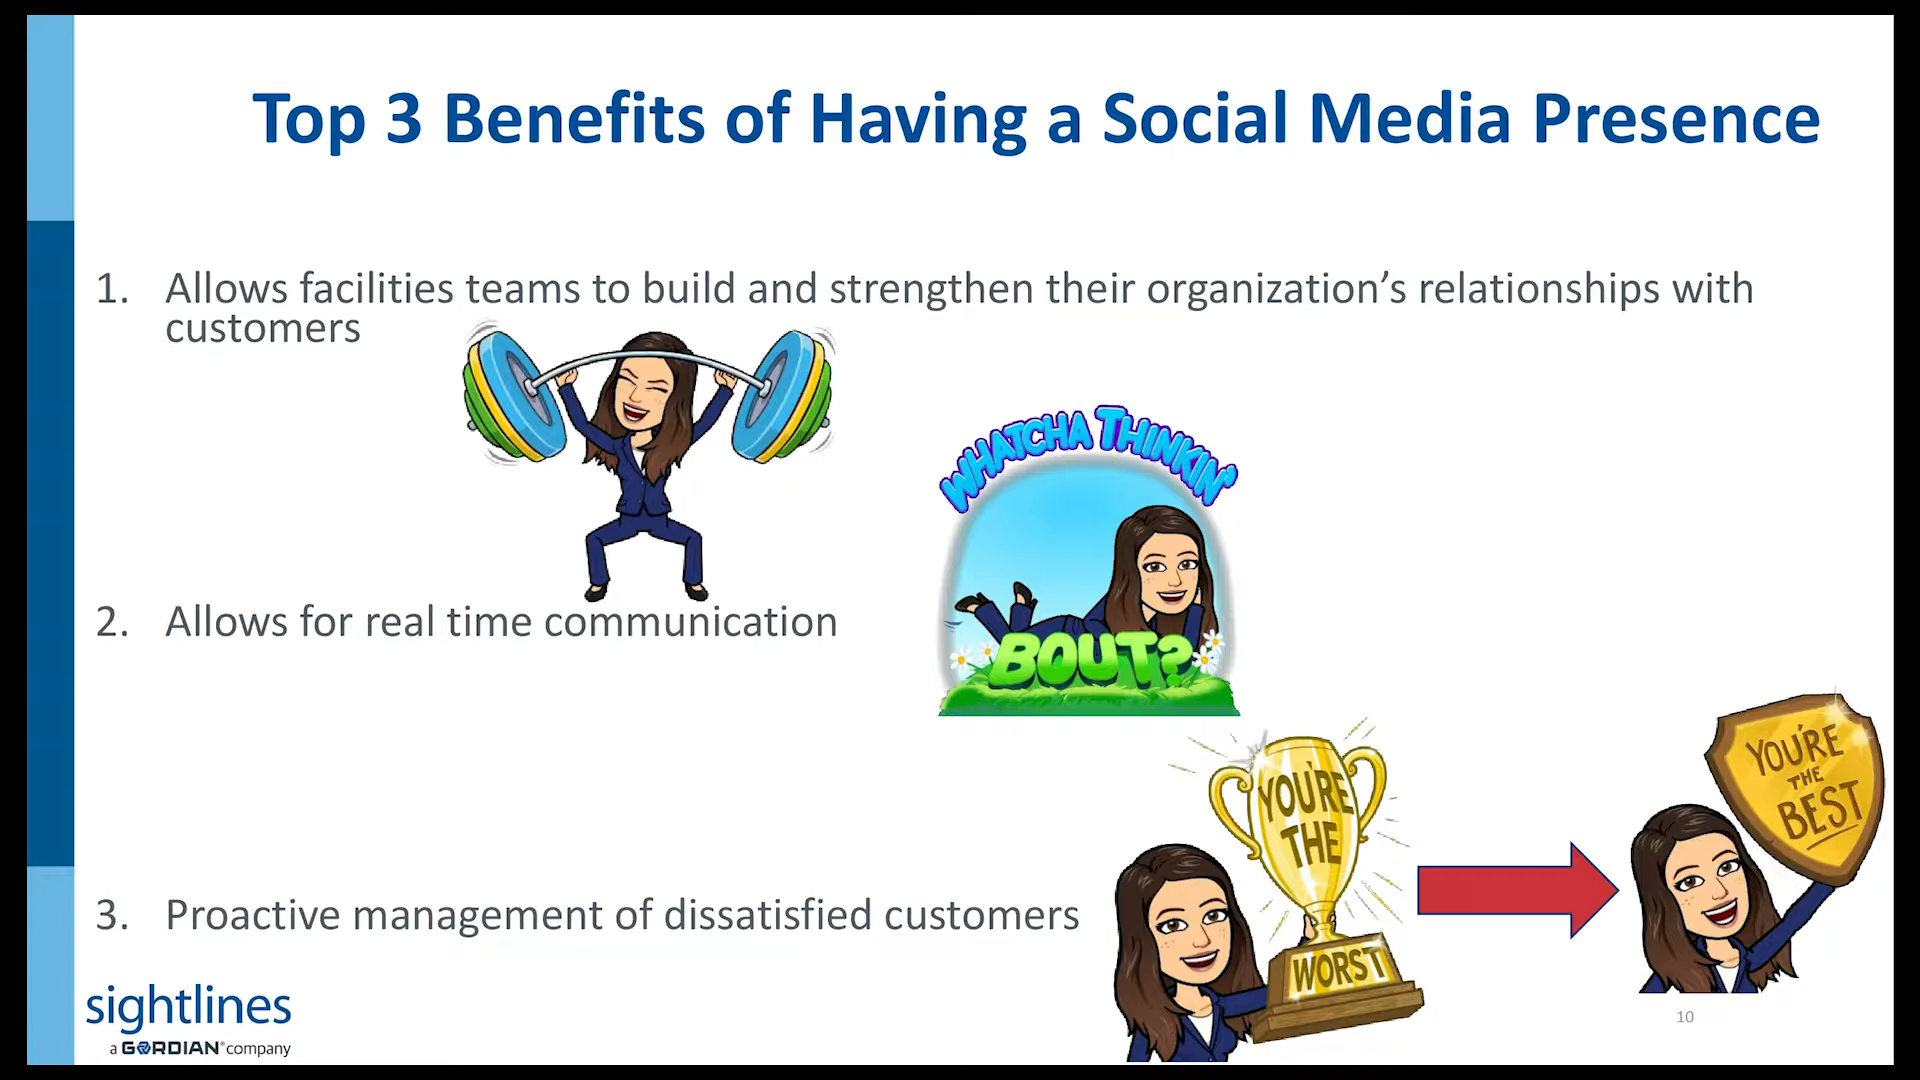 Top 3 Benefits of Having a Social Media Presence
1. Allows facilities teams to build and strengthen their organization’s relationships with
customers
WHATCHA THINKIN'
BOUT?
2. Allows for real time communication
YOU'RE
THE
WORST
YOU'RE
THE
BEST
3. Proactive management of dissatisfied customers
sightlines
a GORDIAN® company
10